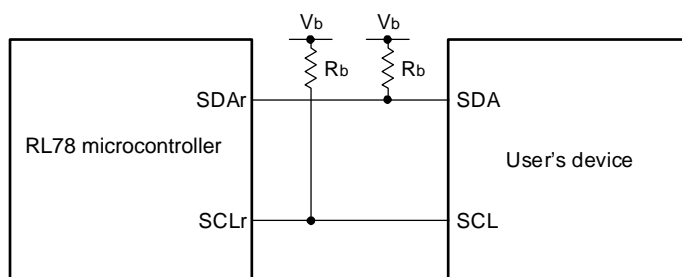 Vb Vb
Rb Rb
SDAr SDA
RL78 microcontroller
User's device
SCLr SCL